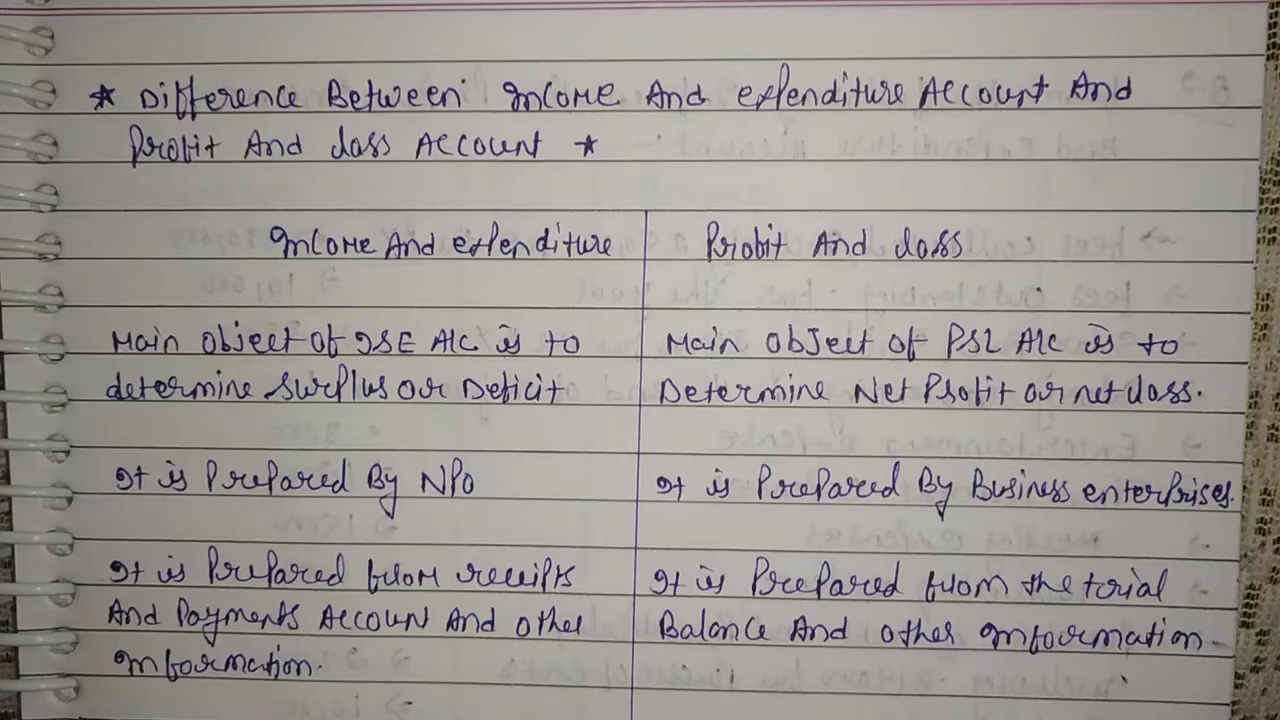 ★ Difference Between Income And expenditure Account And
Profit And loss Account ★
Income And expenditure
Profit And loss
Main object of I&E A/C is to
determine surplus or Deficit
Main object of P&L A/c is to
Determine Net Profit or net loss.
It is Prepared By NPO
It is Prepared By Business enterprises.
It is Prepared from receipts
And Payments Account And other
information.
It is Prepared from the trial
Balance And other information.